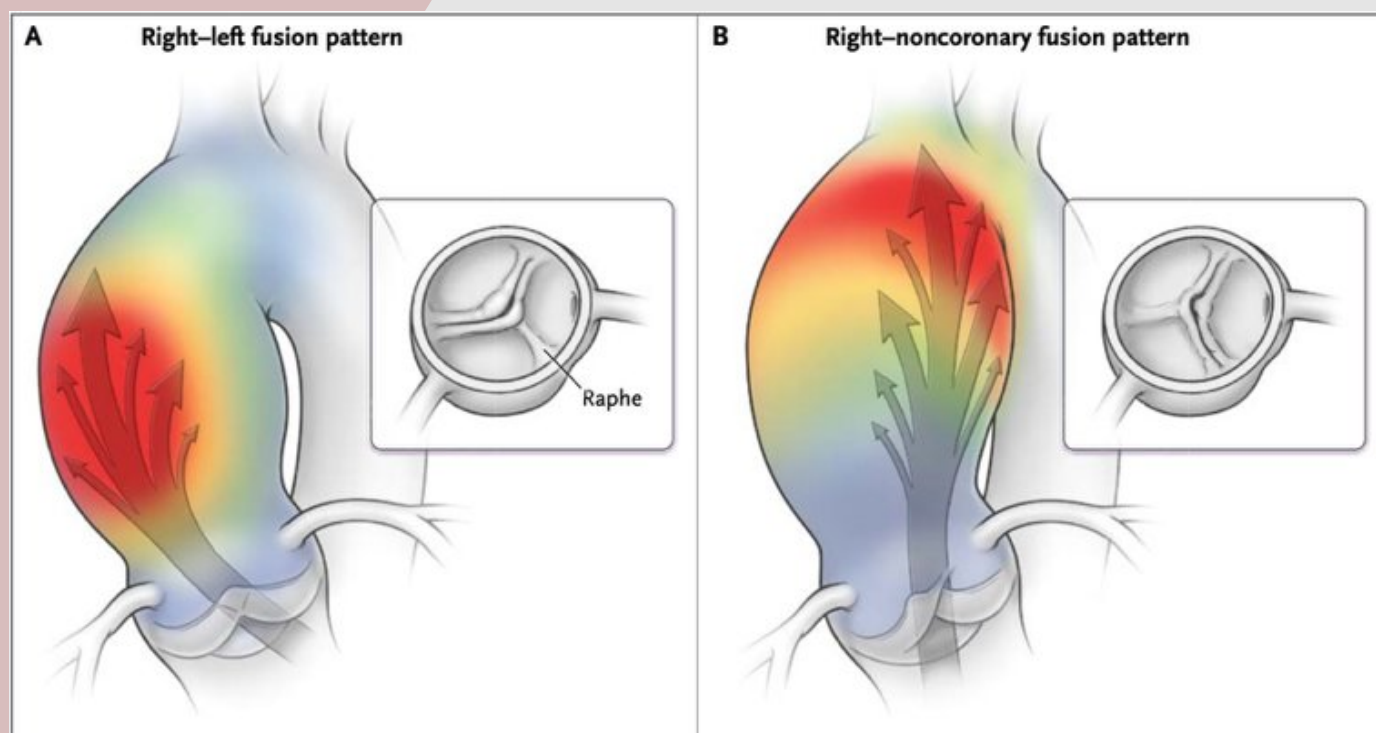 A
Right–left fusion pattern
B
Right–noncoronary fusion pattern
Raphe